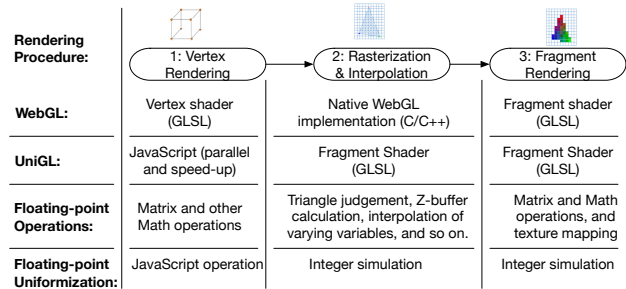 Rendering
Procedure:
1: Vertex
Rendering
2: Rasterization
& Interpolation
3: Fragment
Rendering
WebGL:
Vertex shader
(GLSL)
Native WebGL
implementation (C/C++)
Fragment shader
(GLSL)
UniGL:
JavaScript (parallel
and speed-up)
Fragment Shader
(GLSL)
Fragment Shader
(GLSL)
Floating-point
Operations:
Matrix and other
Math operations
Triangle judgement, Z-buffer
calculation, interpolation of
varying variables, and so on.
Matrix and Math
operations, and
texture mapping
Floating-point
Uniformization:
JavaScript operation
Integer simulation
Integer simulation